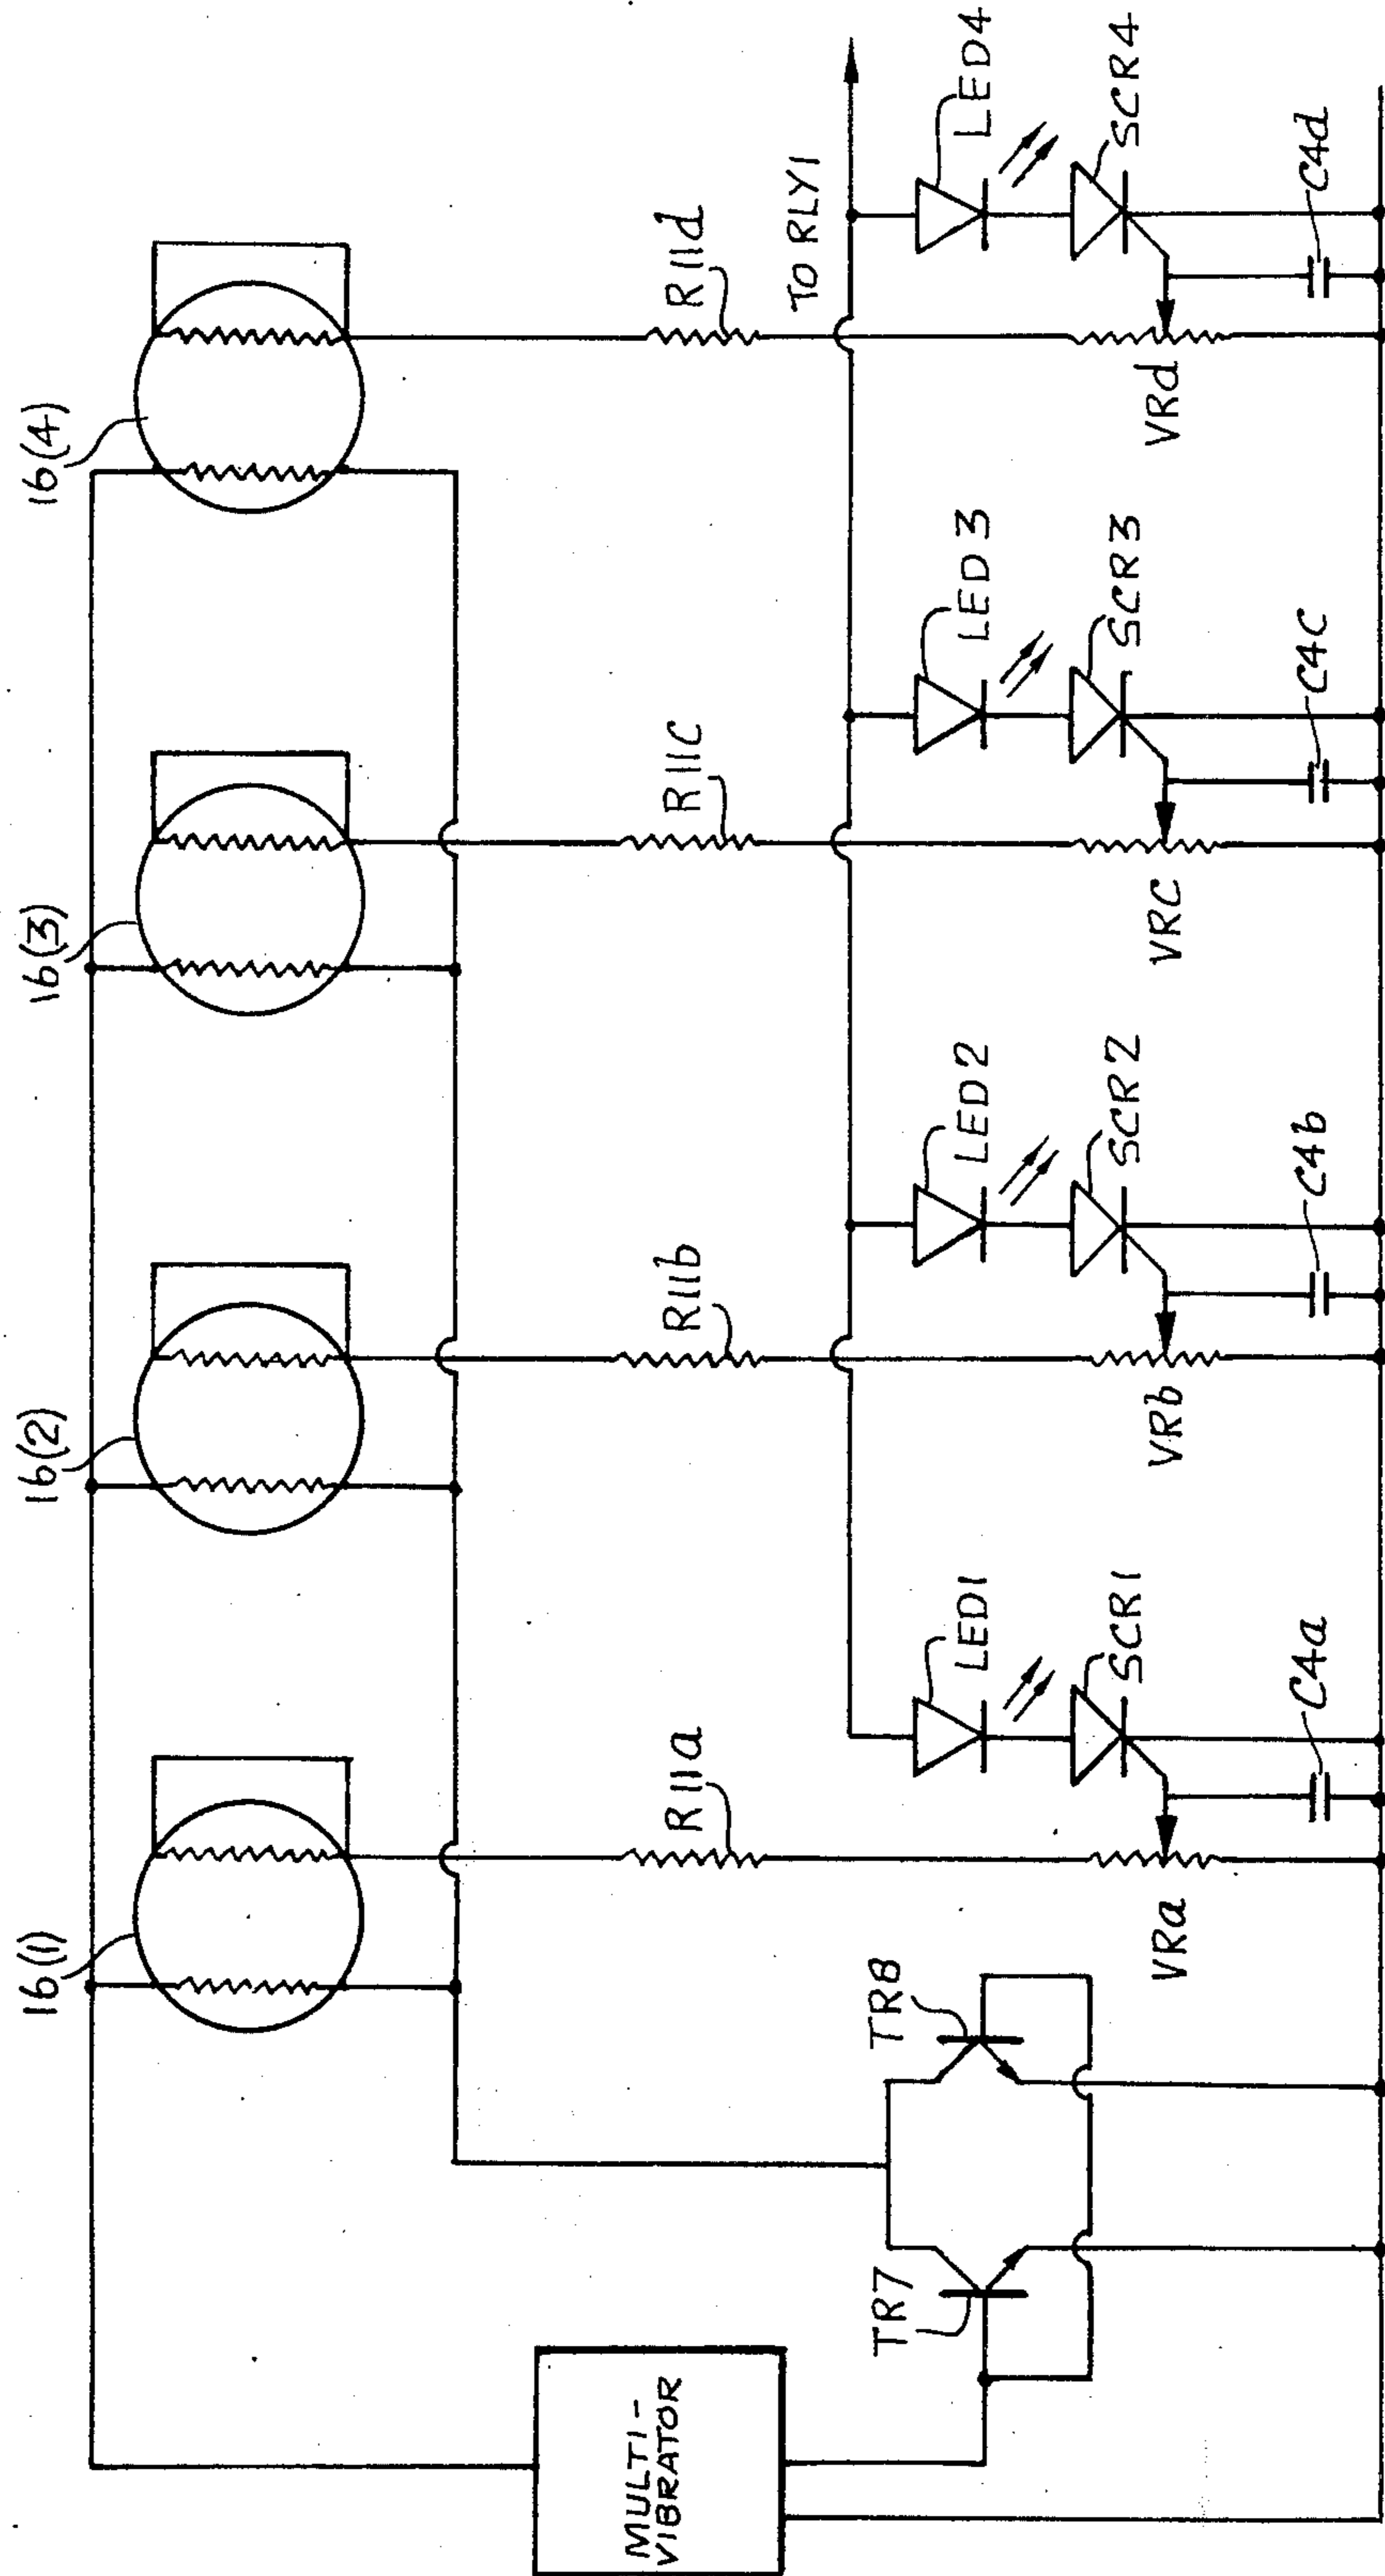 16(1)
16(2)
16(3)
16(4)
R11a
R11b
R11c
R11d
TO RLY1
MULTI-
VIBRATOR
TR7
TR8
LED1
LED2
LED3
LED4
SCR1
SCR2
SCR3
SCR4
VRa
VRb
VRc
VRd
C4a
C4b
C4c
C4d